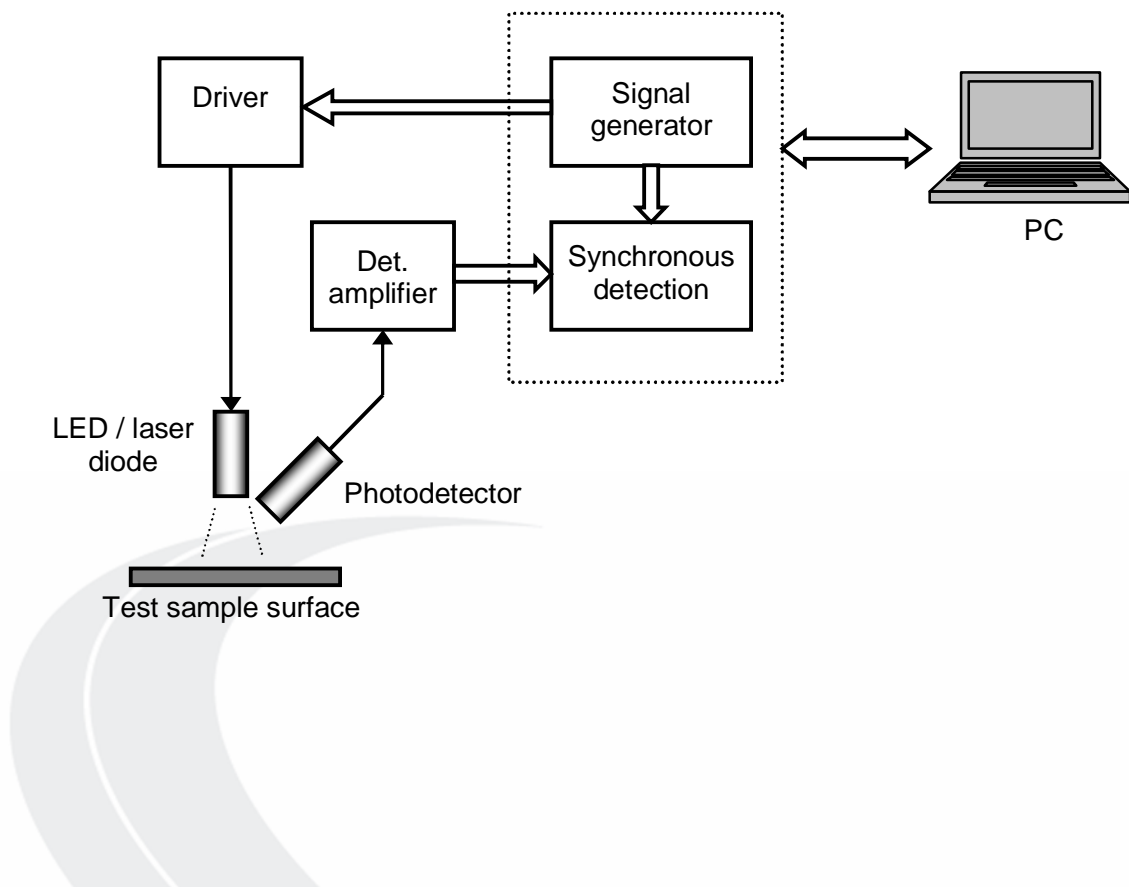 Driver
Signal
generator
PC
Det.
amplifier
Synchronous
detection
LED / laser
diode
Photodetector
Test sample surface